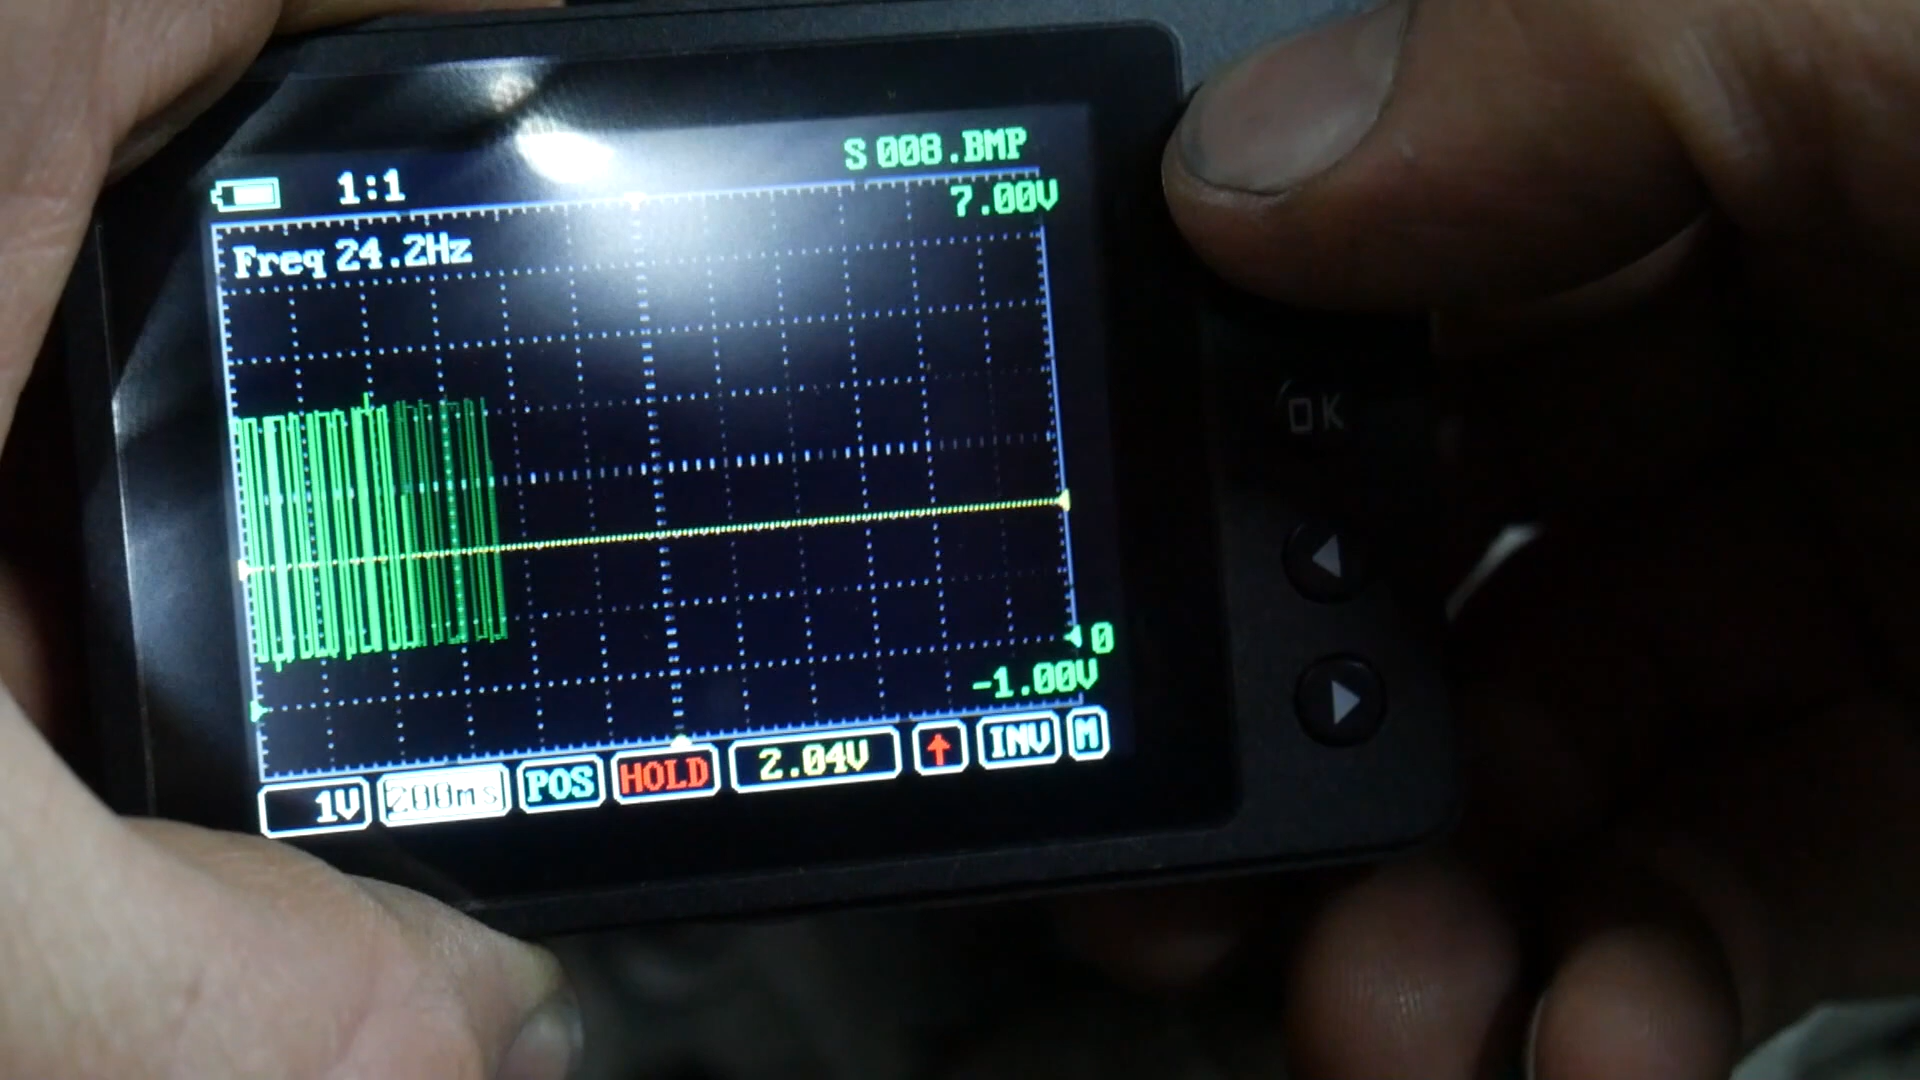 1:1 S 008.BMP
7.00V
Freq 24.2Hz
0
-1.00V
1V 200ms POS HOLD 2.04V ↑ INV M
OK